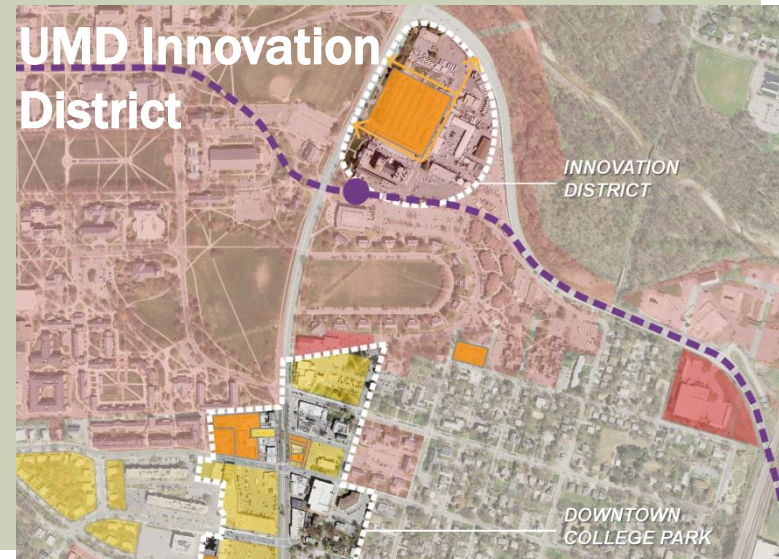 UMD Innovation
District
INNOVATION
DISTRICT
DOWNTOWN
COLLEGE PARK